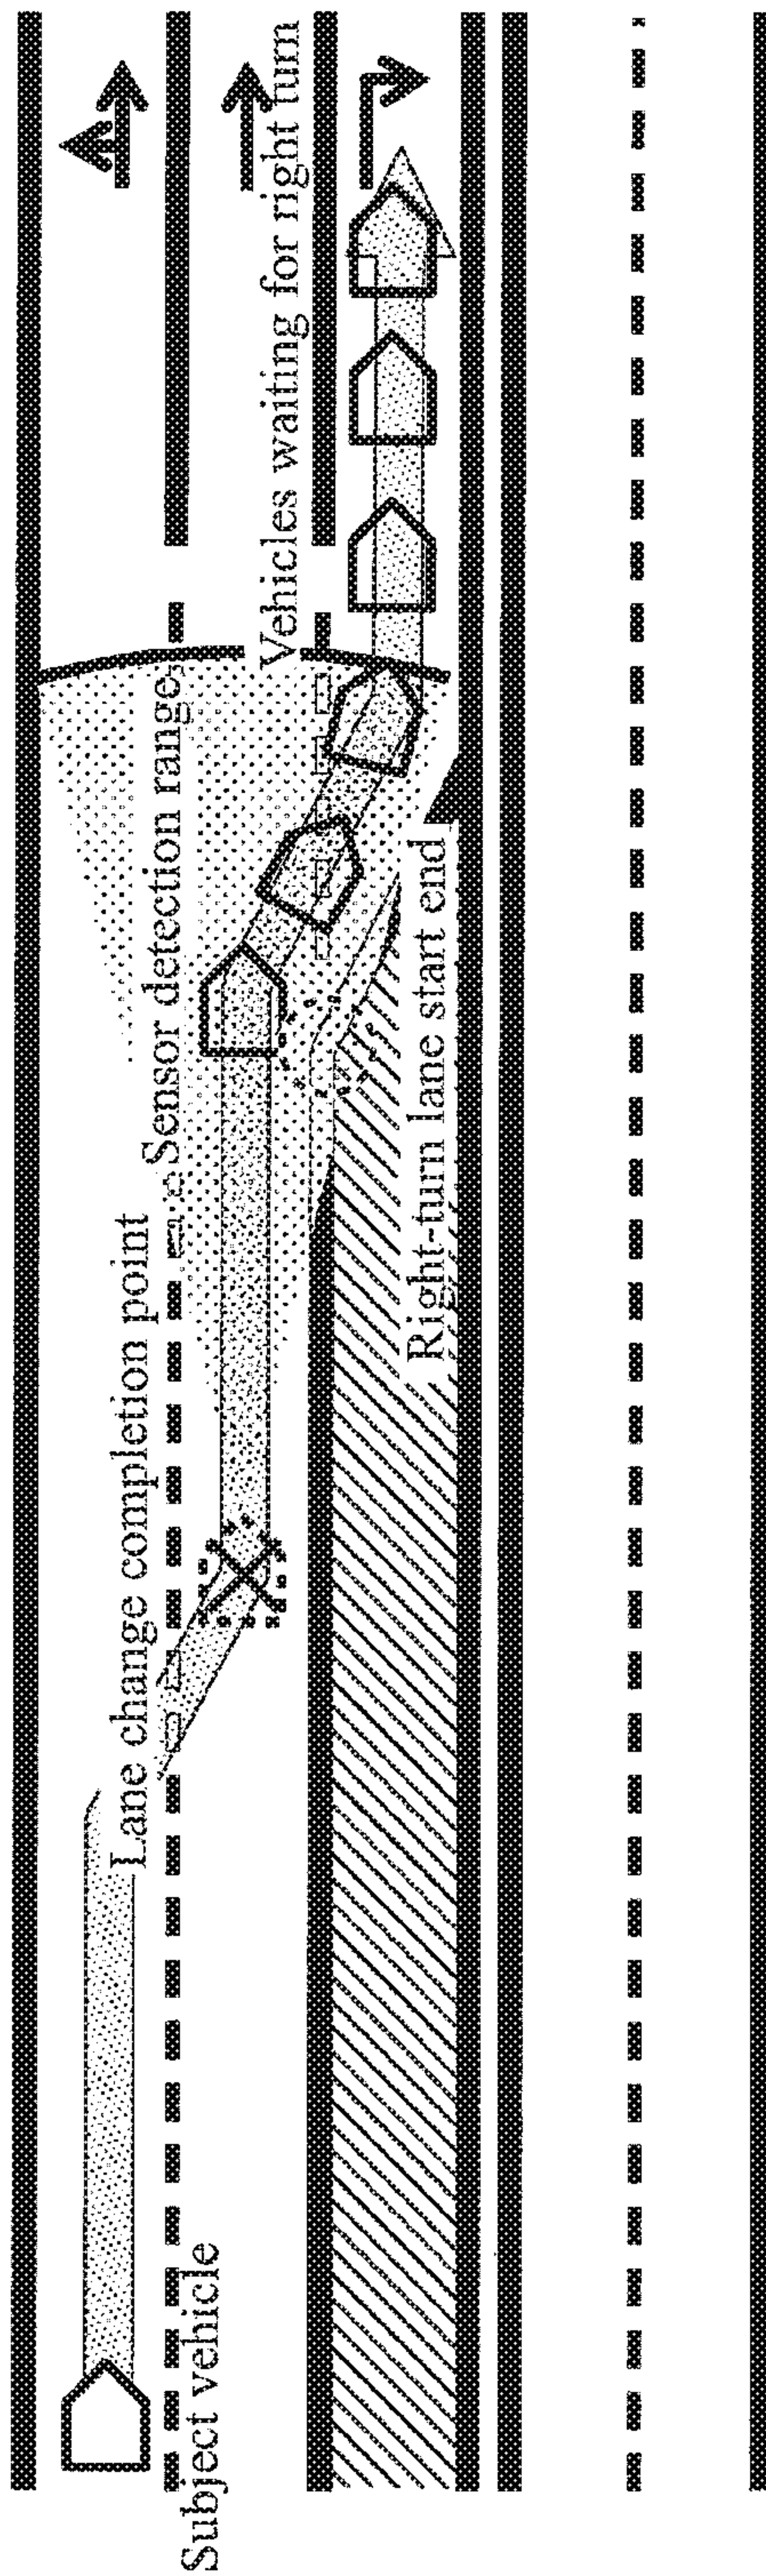 Subject vehicle
Lane change completion point
Sensor detection range
Right-turn lane start end
Vehicles waiting for right turn